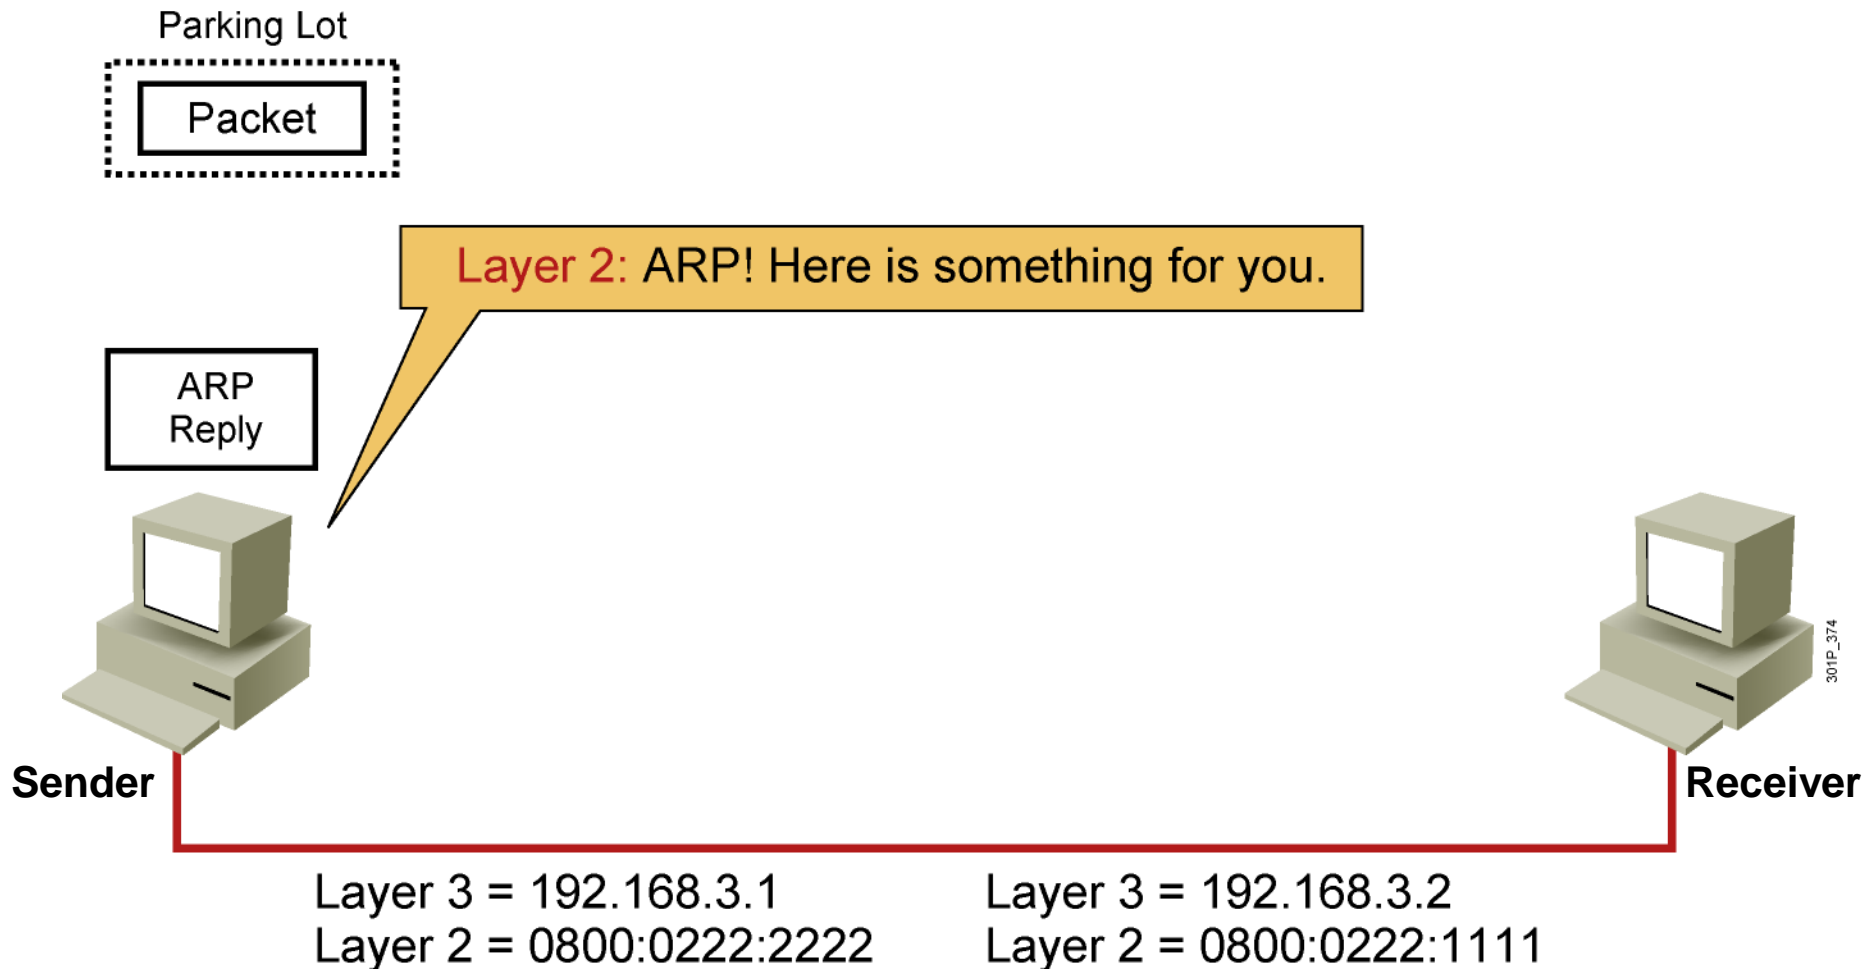 Parking Lot
Packet
Layer 2: ARP! Here is something for you.
ARP
Reply
301P_374
Sender
Receiver
Layer 3 = 192.168.3.1
Layer 2 = 0800:0222:2222
Layer 3 = 192.168.3.2
Layer 2 = 0800:0222:1111